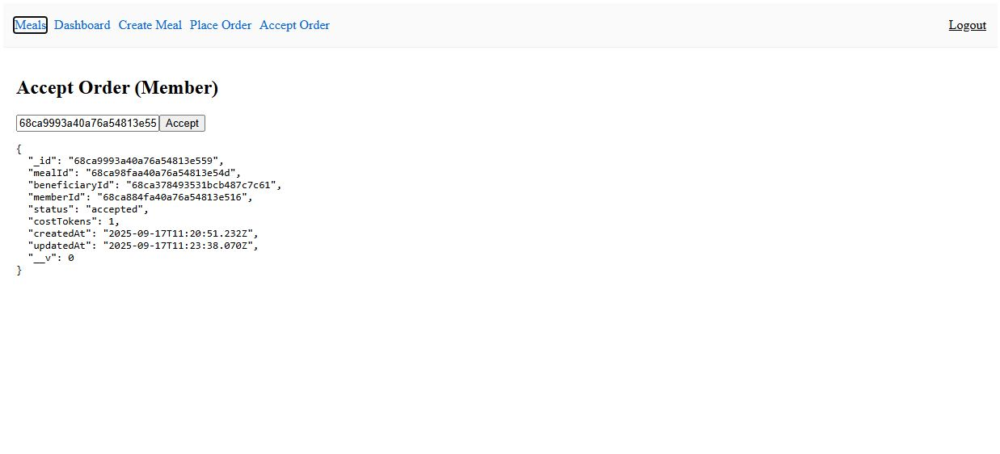 Meals Dashboard Create Meal Place Order Accept Order Logout
Accept Order (Member)
68ca9993a40a76a54813e55 Accept
{
"_id": "68ca9993a40a76a54813e559",
"mealId": "68ca98faa40a76a54813e54d",
"beneficiaryId": "68ca378493531bcb487c7c61",
"memberId": "68ca884fa40a76a54813e516",
"status": "accepted",
"costTokens": 1,
"createdAt": "2025-09-17T11:20:51.232Z",
"updatedAt": "2025-09-17T11:23:38.070Z",
"__v": 0
}